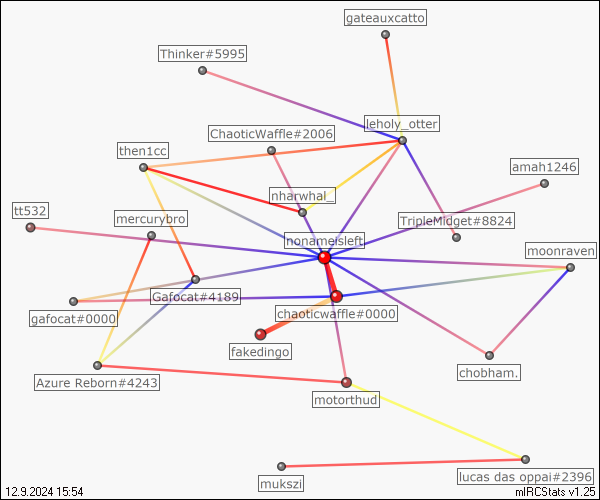 gateauxcatto
Thinker#5995
leholy_otter
ChaoticWaffle#2006
then1cc
amah1246
nharwhal_
tt532
mercurybro
TripleMidget#8824
nonameisleft
moonraven
Gafocat#4189
gafocat#0000
chaoticwaffle#0000
fakedingo
chobham.
Azure Reborn#4243
motorthud
mukszi
lucas das oppai#2396
12.9.2024 15:54
mIRCStats v1.25